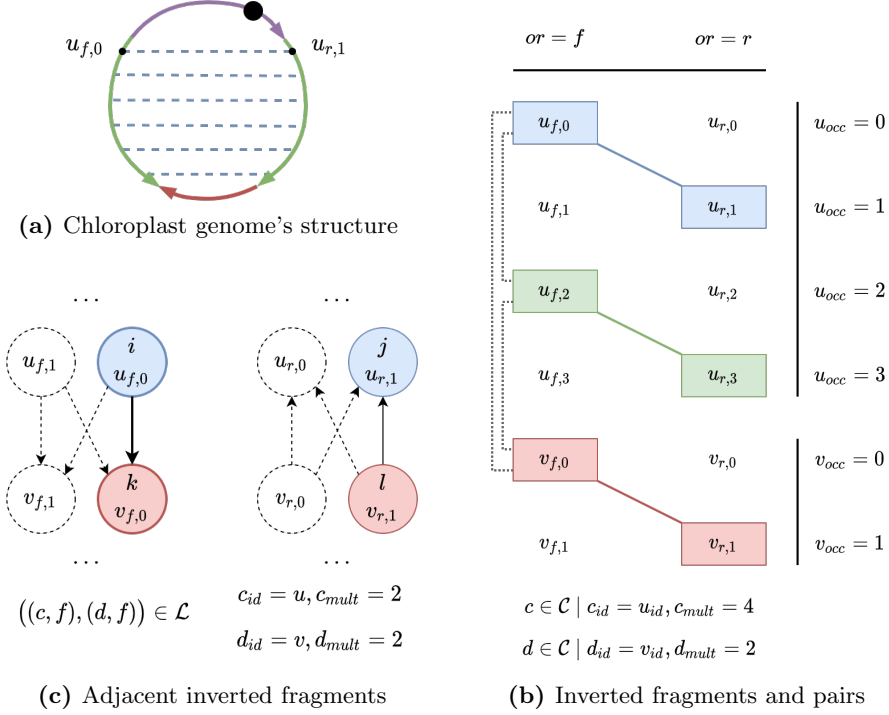 u_{f,0}
u_{r,1}
(a) Chloroplast genome's structure
...
...
u_{f,1}
i
u_{f,0}
u_{r,0}
j
u_{r,1}
v_{f,1}
k
v_{f,0}
v_{r,0}
l
v_{r,1}
...
...
((c, f), (d, f)) ∈ ℒ
c_{id} = u, c_{mult} = 2
d_{id} = v, d_{mult} = 2
(c) Adjacent inverted fragments
or = f
or = r
u_{f,0}
u_{r,0}
u_{occ} = 0
u_{f,1}
u_{r,1}
u_{occ} = 1
u_{f,2}
u_{r,2}
u_{occ} = 2
u_{f,3}
u_{r,3}
u_{occ} = 3
v_{f,0}
v_{r,0}
v_{occ} = 0
v_{f,1}
v_{r,1}
v_{occ} = 1
c ∈ 𝒞 | c_{id} = u_{id}, c_{mult} = 4
d ∈ 𝒞 | d_{id} = v_{id}, d_{mult} = 2
(b) Inverted fragments and pairs